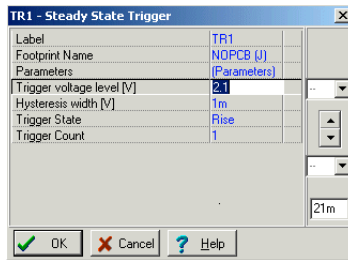 TR1 - Steady State Trigger
Label TR1
Footprint Name NOPCB (J)
Parameters (Parameters)
Trigger voltage level [V] 2.1
Hysteresis width [V] 1m
Trigger State Rise
Trigger Count 1
--
--
21m
OK Cancel ? Help